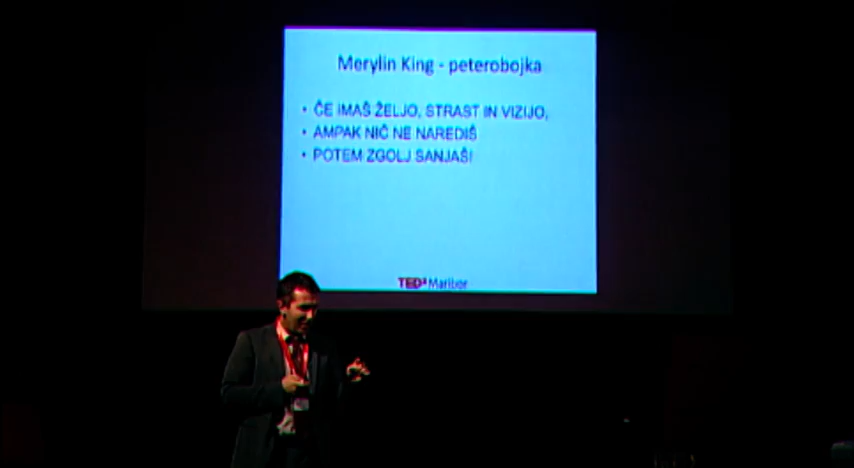 Merylin King - peterobojka
• ČE IMAŠ ŽELJO, STRAST IN VIZIJO,
• AMPAK NIČ NE NAREDIŠ
• POTEM ZGOLJ SANJAŠ!
TEDx Maribor